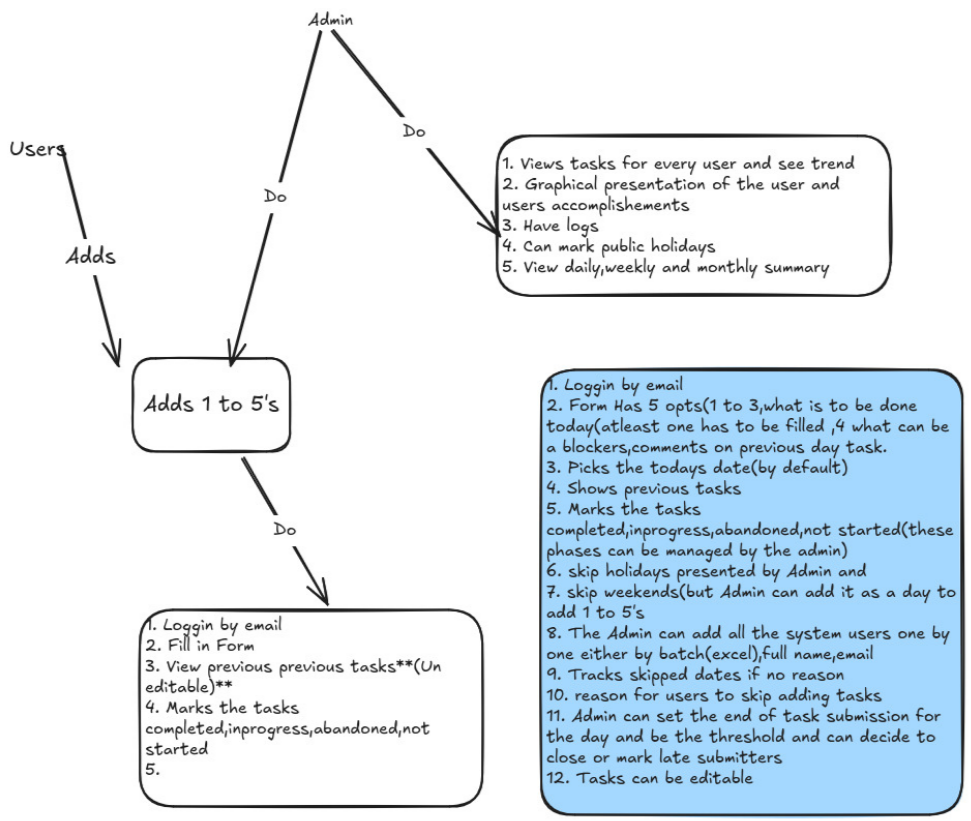 Admin
Do
Users
1. Views tasks for every user and see trend
2. Graphical presentation of the user and
users accomplishements
3. Have logs
4. Can mark public holidays
5. View daily,weekly and monthly summary
Do
Adds
Adds 1 to 5's
1. Loggin by email
2. Form Has 5 opts(1 to 3,what is to be done
today(atleast one has to be filled ,4 what can be
a blockers,comments on previous day task.
3. Picks the todays date(by default)
4. Shows previous tasks
5. Marks the tasks
completed,inprogress,abandoned,not started(these
phases can be managed by the admin)
6. skip holidays presented by Admin and
7. skip weekends(but Admin can add it as a day to
add 1 to 5's
8. The Admin can add all the system users one by
one either by batch(excel),full name,email
9. Tracks skipped dates if no reason
10. reason for users to skip adding tasks
11. Admin can set the end of task submission for
the day and be the threshold and can decide to
close or mark late submitters
12. Tasks can be editable
Do
1. Loggin by email
2. Fill in Form
3. View previous previous tasks**(Un
editable)**
4. Marks the tasks
completed,inprogress,abandoned,not
started
5.